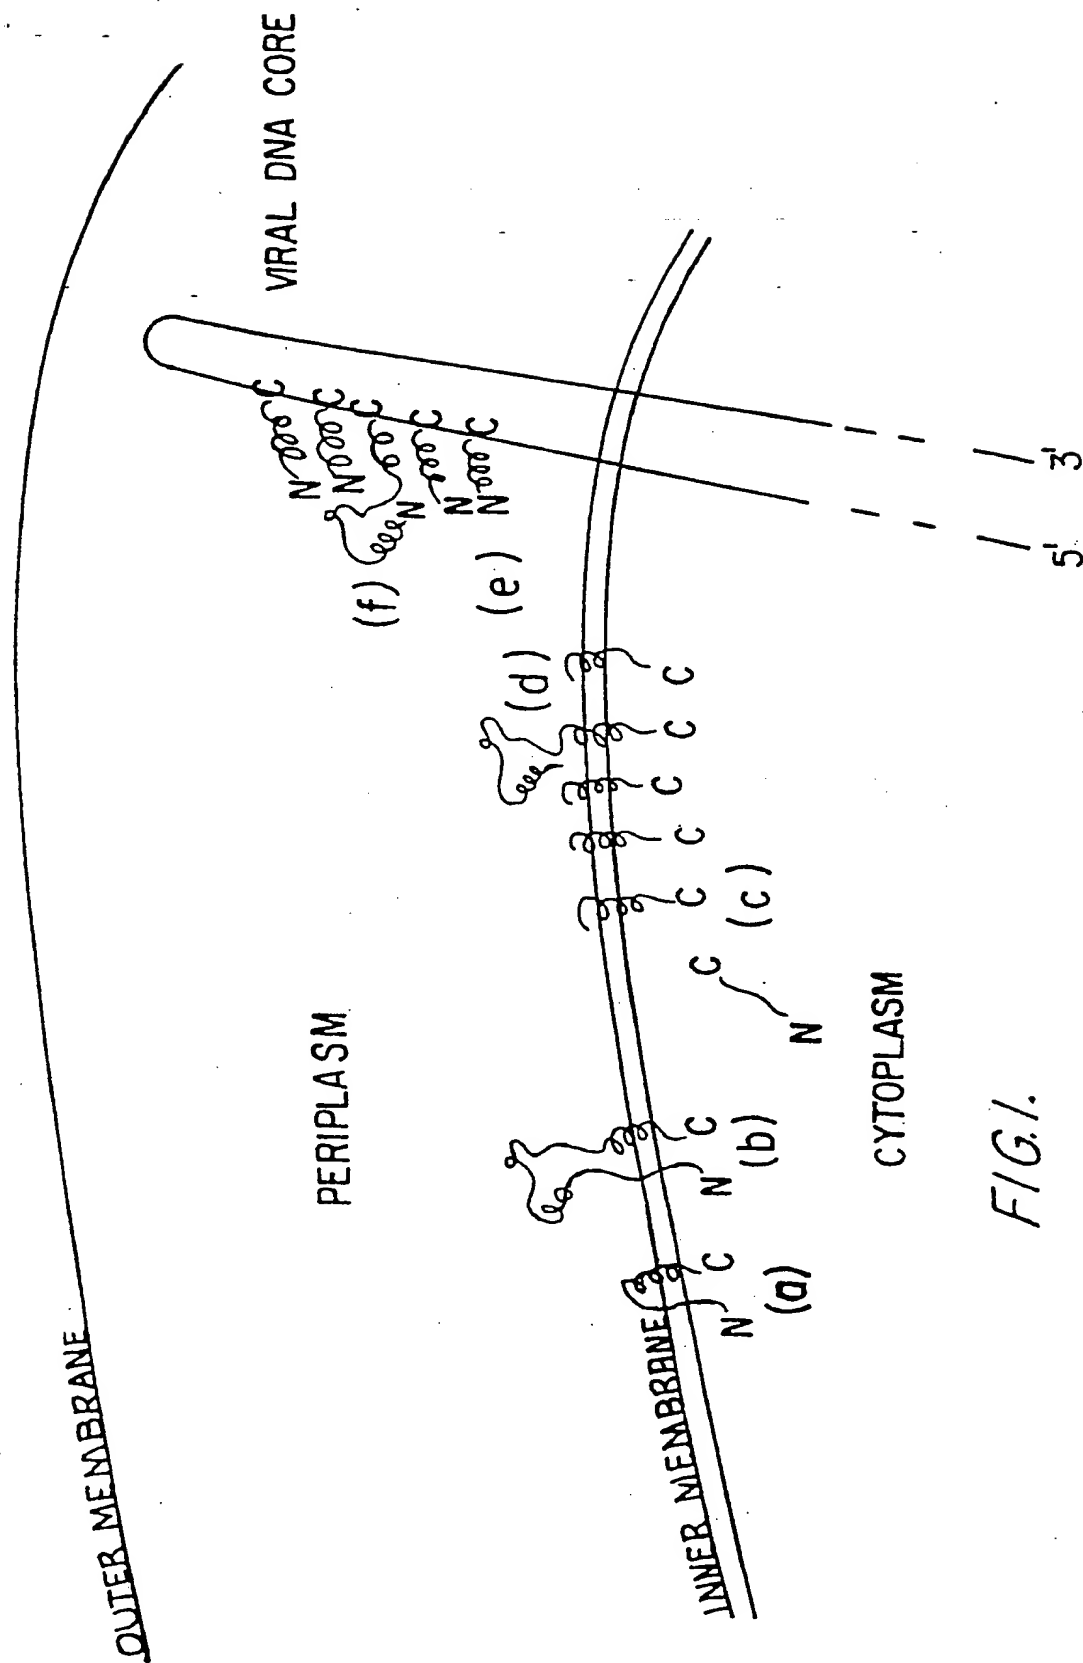 OUTER MEMBRANE
VIRAL DNA CORE
PERIPLASM
N C
N C
(f) N C
N C
(e) N C
(d)
INNER MEMBRANE
N C
(a)
N C
(b)
N C
C C C C C
(c)
CYTOPLASM
5' 3'
FIG.1.